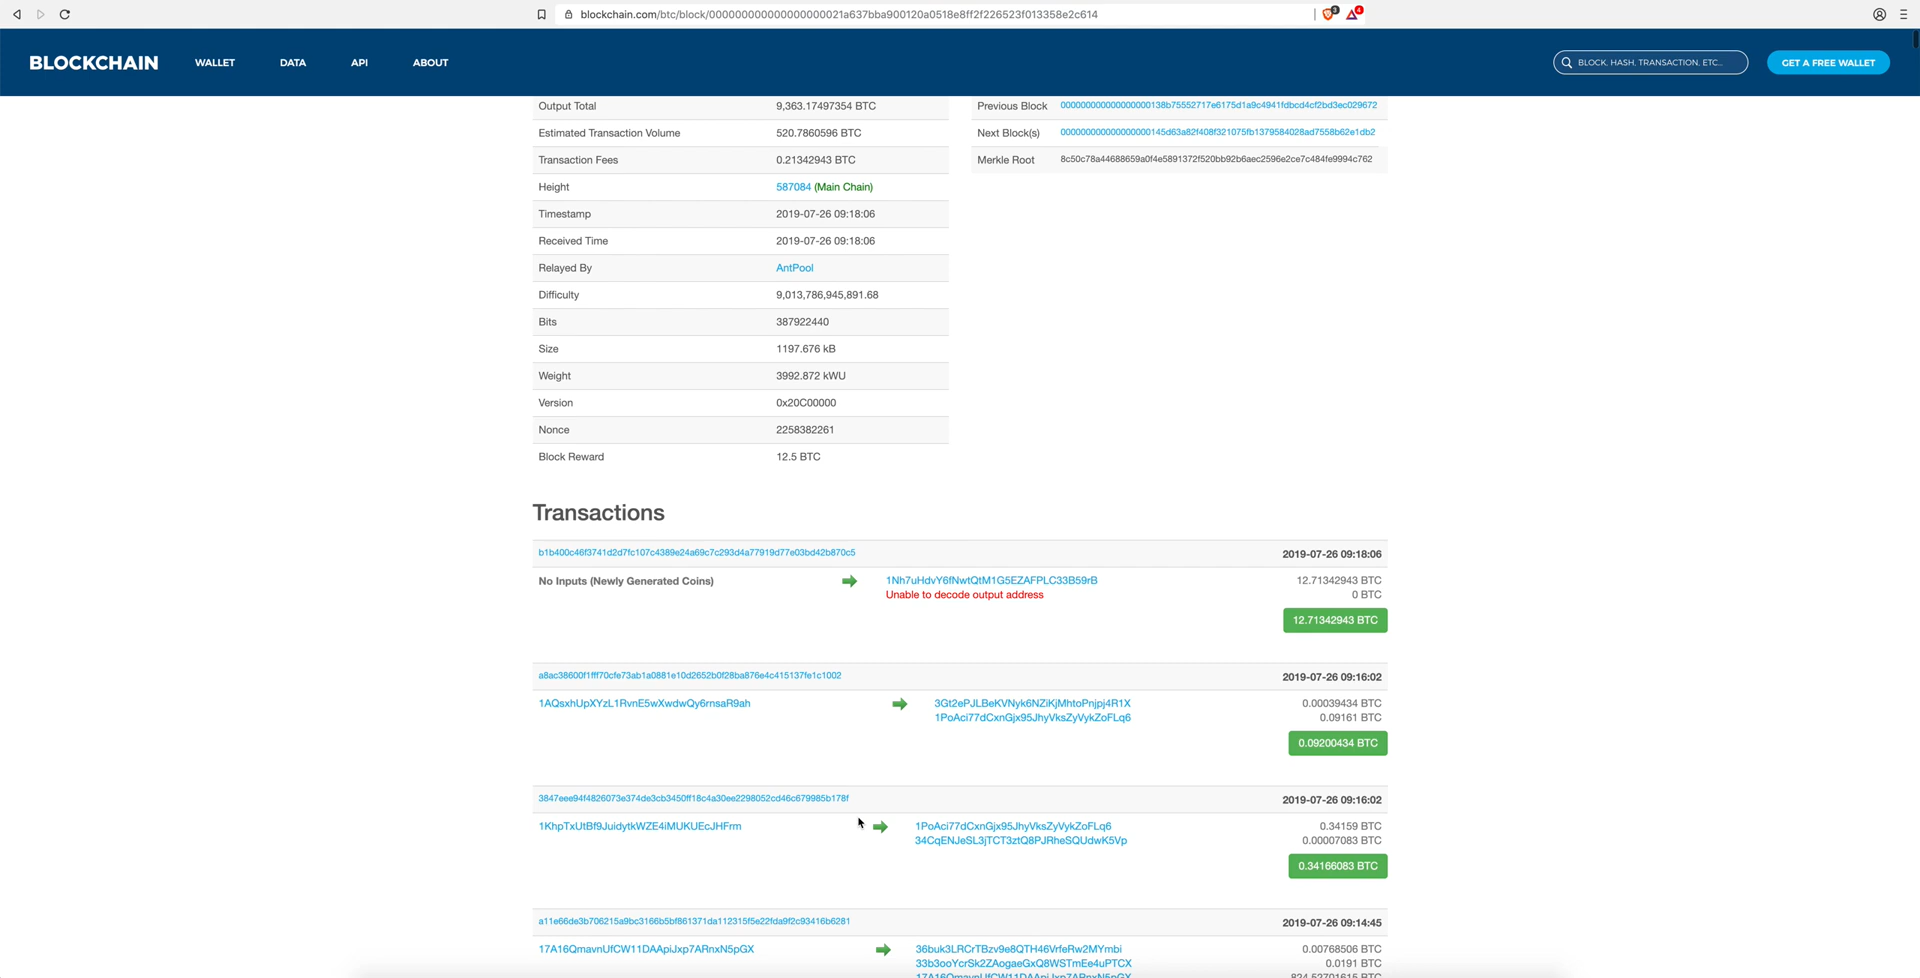 blockchain.com/btc/block/000000000000000000021a637bba900120a0518e8ff2f226523f013358e2c614
3
4
BLOCKCHAIN
WALLET
DATA
API
ABOUT
BLOCK, HASH, TRANSACTION, ETC...
GET A FREE WALLET
Output Total 9,363.17497354 BTC
Estimated Transaction Volume 520.7860596 BTC
Transaction Fees 0.21342943 BTC
Height 587084 (Main Chain)
Timestamp 2019-07-26 09:18:06
Received Time 2019-07-26 09:18:06
Relayed By AntPool
Difficulty 9,013,786,945,891.68
Bits 387922440
Size 1197.676 kB
Weight 3992.872 kWU
Version 0x20C00000
Nonce 2258382261
Block Reward 12.5 BTC
Previous Block 0000000000000000000138b75552717e6175d1a9c4941fdbcd4cf2bd3ec029672
Next Block(s) 0000000000000000000145d63a82f408f321075fb1379584028ad7558b62e1db2
Merkle Root 8c50c78a44688659a0f4e5891372f520bb92b6aec2596e2ce7c484fe9994c762
Transactions
b1b400c46f3741d2d7fc107c4389e24a69c7c293d4a77919d77e03bd42b870c5 2019-07-26 09:18:06
No Inputs (Newly Generated Coins) 1Nh7uHdvY6fNwtQtM1G5EZAFPLC33B59rB 12.71342943 BTC
Unable to decode output address 0 BTC
12.71342943 BTC
a8ac38600f1fff70cfe73ab1a0881e10d2652b0f28ba876e4c415137fe1c1002 2019-07-26 09:16:02
1AQsxhUpXYzL1RvnE5wXwdwQy6rnsaR9ah 3Gt2ePJLBeKVNyk6NZiKjMhtoPnjpj4R1X 0.00039434 BTC
1PoAci77dCxnGjx95JhyVksZyVykZoFLq6 0.09161 BTC
0.09200434 BTC
3847eee94f4826073e374de3cb3450ff18c4a30ee2298052cd46c679985b178f 2019-07-26 09:16:02
1KhpTxUtBf9JuidytkWZE4iMUKUEcJHFrm 1PoAci77dCxnGjx95JhyVksZyVykZoFLq6 0.34159 BTC
34CqENJeSL3jTCT3ztQ8PJRheSQUdwK5Vp 0.00007083 BTC
0.34166083 BTC
a11e66de3b706215a9bc3166b5bf861371da112315f5e22fda9f2c93416b6281 2019-07-26 09:14:45
17A16QmavnUfCW11DAApiJxp7ARnxN5pGX 36buk3LRCrTBzv9e8QTH46VrfeRw2MYmbi 0.00768506 BTC
33b3ooYcrSk2ZAogaeGxQ8WSTmEe4uPTCX 0.0191 BTC
17A16QmavnUfCW11DAApiJxp7ARnxN5pGX 824.52701615 BTC